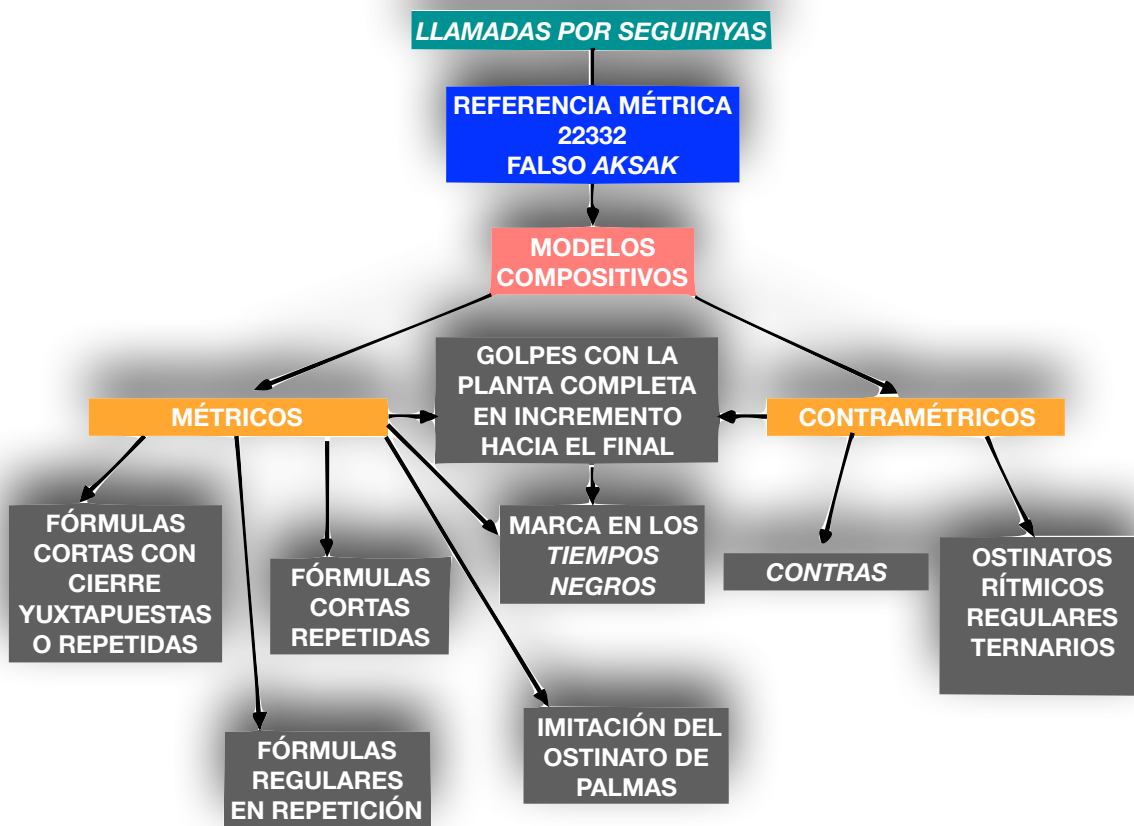 LLAMADAS POR SEGUIRIYAS
REFERENCIA MÉTRICA
22332
FALSO AKSAK
MODELOS
COMPOSITIVOS
GOLPES CON LA
PLANTA COMPLETA
EN INCREMENTO
HACIA EL FINAL
MÉTRICOS
CONTRAMÉTRICOS
FÓRMULAS
CORTAS CON
CIERRE
YUXTAPUESTAS
O REPETIDAS
FÓRMULAS
CORTAS
REPETIDAS
MARCA EN LOS
TIEMPOS
NEGROS
CONTRAS
OSTINATOS
RÍTMICOS
REGULARES
TERNARIOS
FÓRMULAS
REGULARES
EN REPETICIÓN
IMITACIÓN DEL
OSTINATO DE
PALMAS